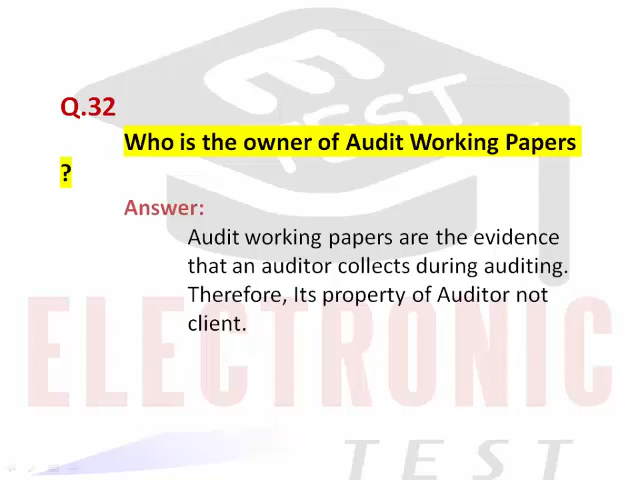 Q.32
Who is the owner of Audit Working Papers
?
Answer:
Audit working papers are the evidence
that an auditor collects during auditing.
Therefore, Its property of Auditor not
client.
E TEST
ELECTRONIC
TEST